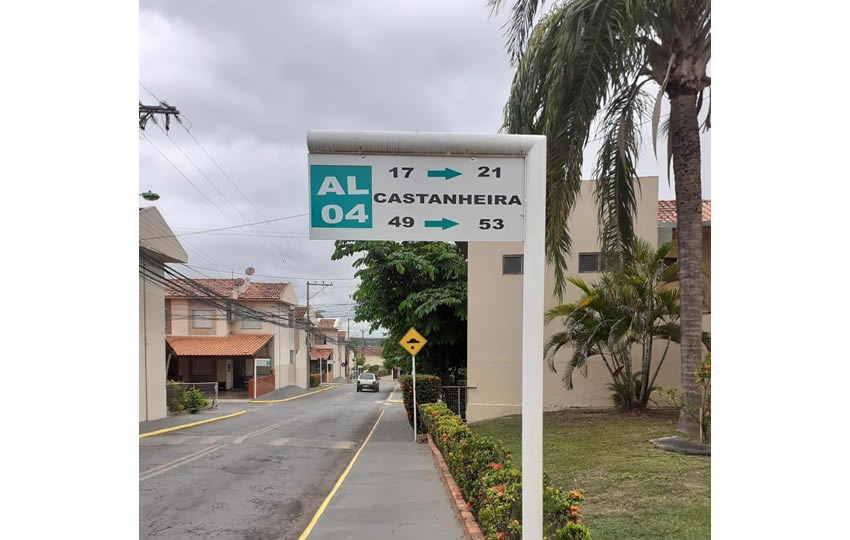 AL
04
17 → 21
CASTANHEIRA
49 → 53